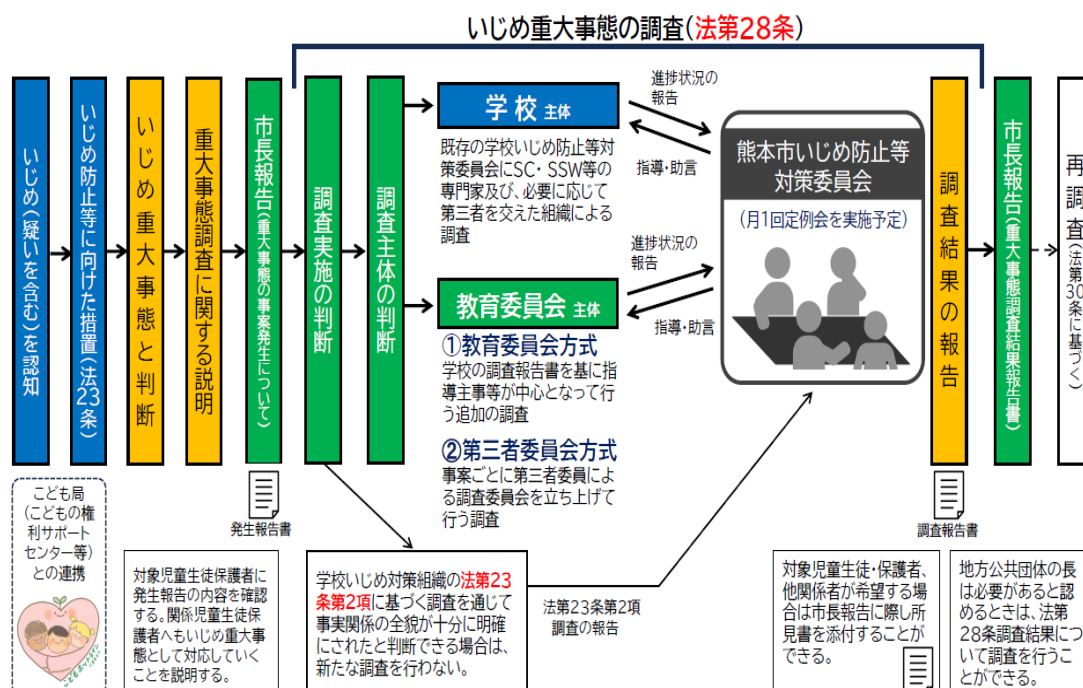 いじめ重大事態の調査(法第28条)
いじめ(疑いを含む)を認知
いじめ防止等に向けた措置(法23条)
いじめ重大事態と判断
重大事態調査に関する説明
市長報告(重大事態の事案発生について)
調査実施の判断
調査主体の判断
学校 主体
既存の学校いじめ防止等対
策委員会にSC・SSW等の
専門家及び、必要に応じて
第三者を交えた組織による
調査
進捗状況の
報告
指導・助言
教育委員会 主体
①教育委員会方式
学校の調査報告書を基に指
導主事等が中心となって行
う追加の調査
②第三者委員会方式
事案ごとに第三者委員によ
る調査委員会を立ち上げて
行う調査
進捗状況の
報告
指導・助言
熊本市いじめ防止等
対策委員会
(月1回定例会を実施予定)
調査結果の報告
市長報告(重大事態調査結果報告書)
再調査(法第30条に基づく)
こども局
(こどもの権
利サポート
センター等)
との連携
発生報告書
対象児童生徒保護者に
発生報告の内容を確認
する。関係児童生徒保
護者へもいじめ重大事
態として対応していく
ことを説明する。
学校いじめ対策組織の法第23
条第2項に基づく調査を通じて
事実関係の全貌が十分に明確
にされたと判断できる場合は、
新たな調査を行わない。
法第23条第2項
調査の報告
調査報告書
対象児童生徒・保護者、
他関係者が希望する場
合は市長報告に際し所
見書を添付することが
できる。
地方公共団体の長
は必要があると認
めるときは、法第
28条調査結果につ
いて調査を行うこ
とができる。